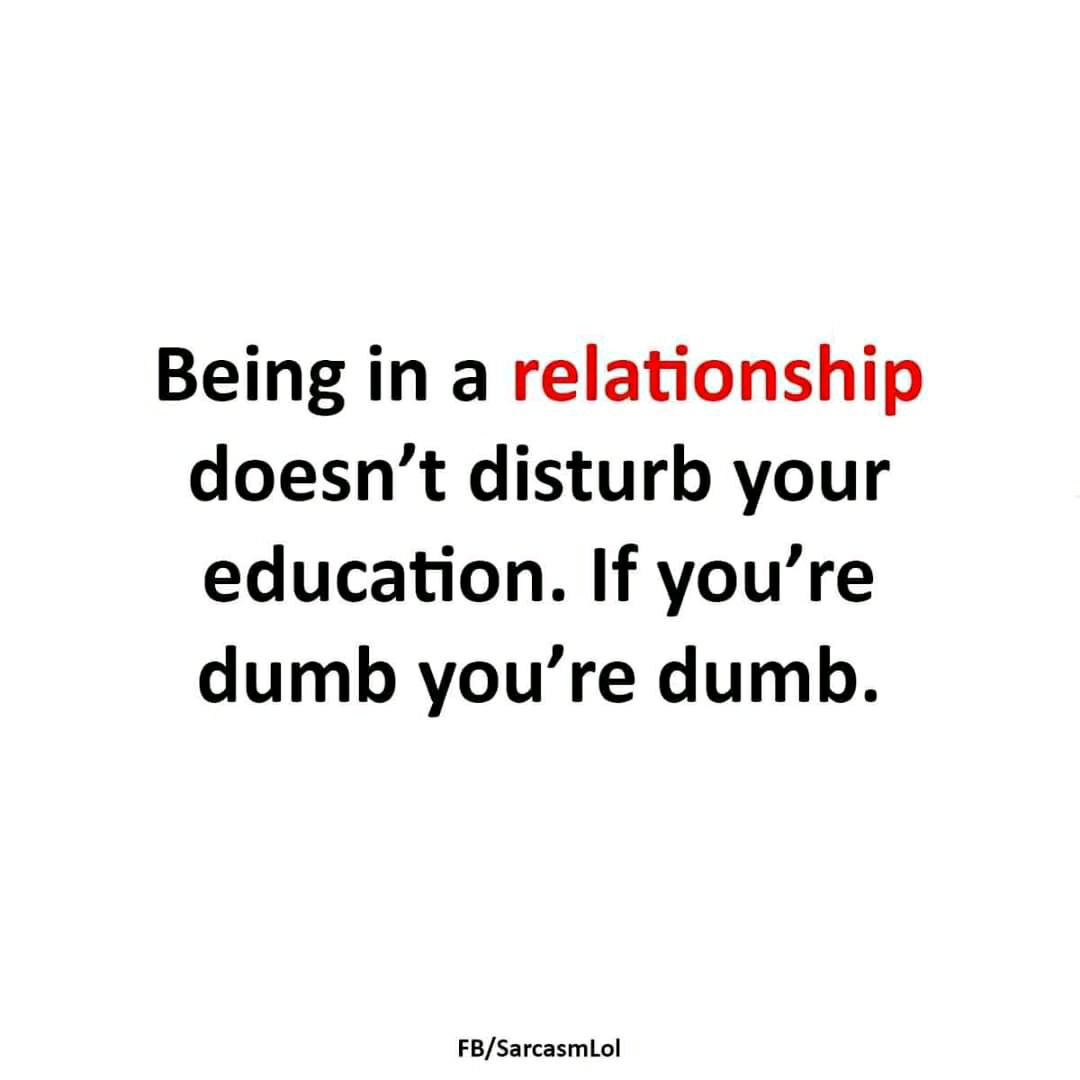 Being in a relationship
doesn’t disturb your
education. If you’re
dumb you’re dumb.
FB/SarcasmLol